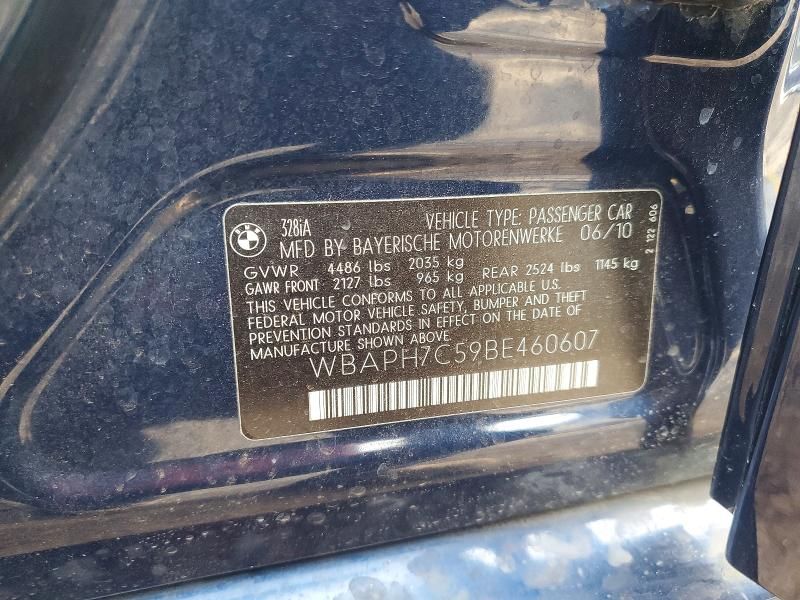 BMW
328iA VEHICLE TYPE: PASSENGER CAR
MFD BY BAYERISCHE MOTORENWERKE 06/10
GVWR 4486 lbs 2035 kg
GAWR FRONT 2127 lbs 965 kg REAR 2524 lbs 1145 kg
THIS VEHICLE CONFORMS TO ALL APPLICABLE U.S.
FEDERAL MOTOR VEHICLE SAFETY, BUMPER AND THEFT
PREVENTION STANDARDS IN EFFECT ON THE DATE OF
MANUFACTURE SHOWN ABOVE.
WBAPH7C59BE460607
2 122 606